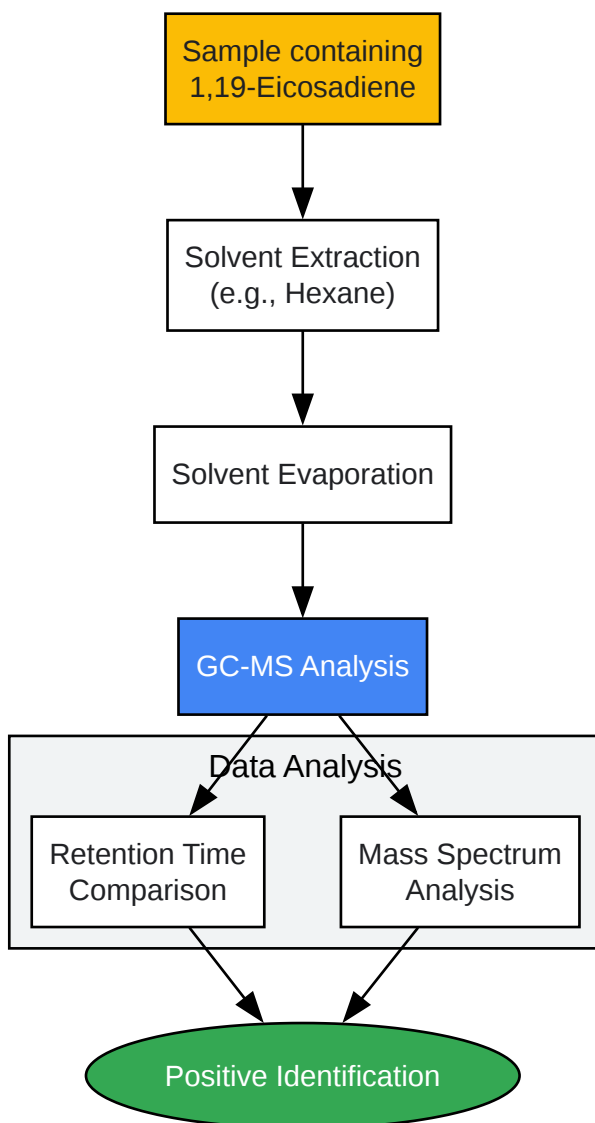 Sample containing
1,19-Eicosadiene
Solvent Extraction
(e.g., Hexane)
Solvent Evaporation
GC-MS Analysis
Data Analysis
Retention Time
Comparison
Mass Spectrum
Analysis
Positive Identification